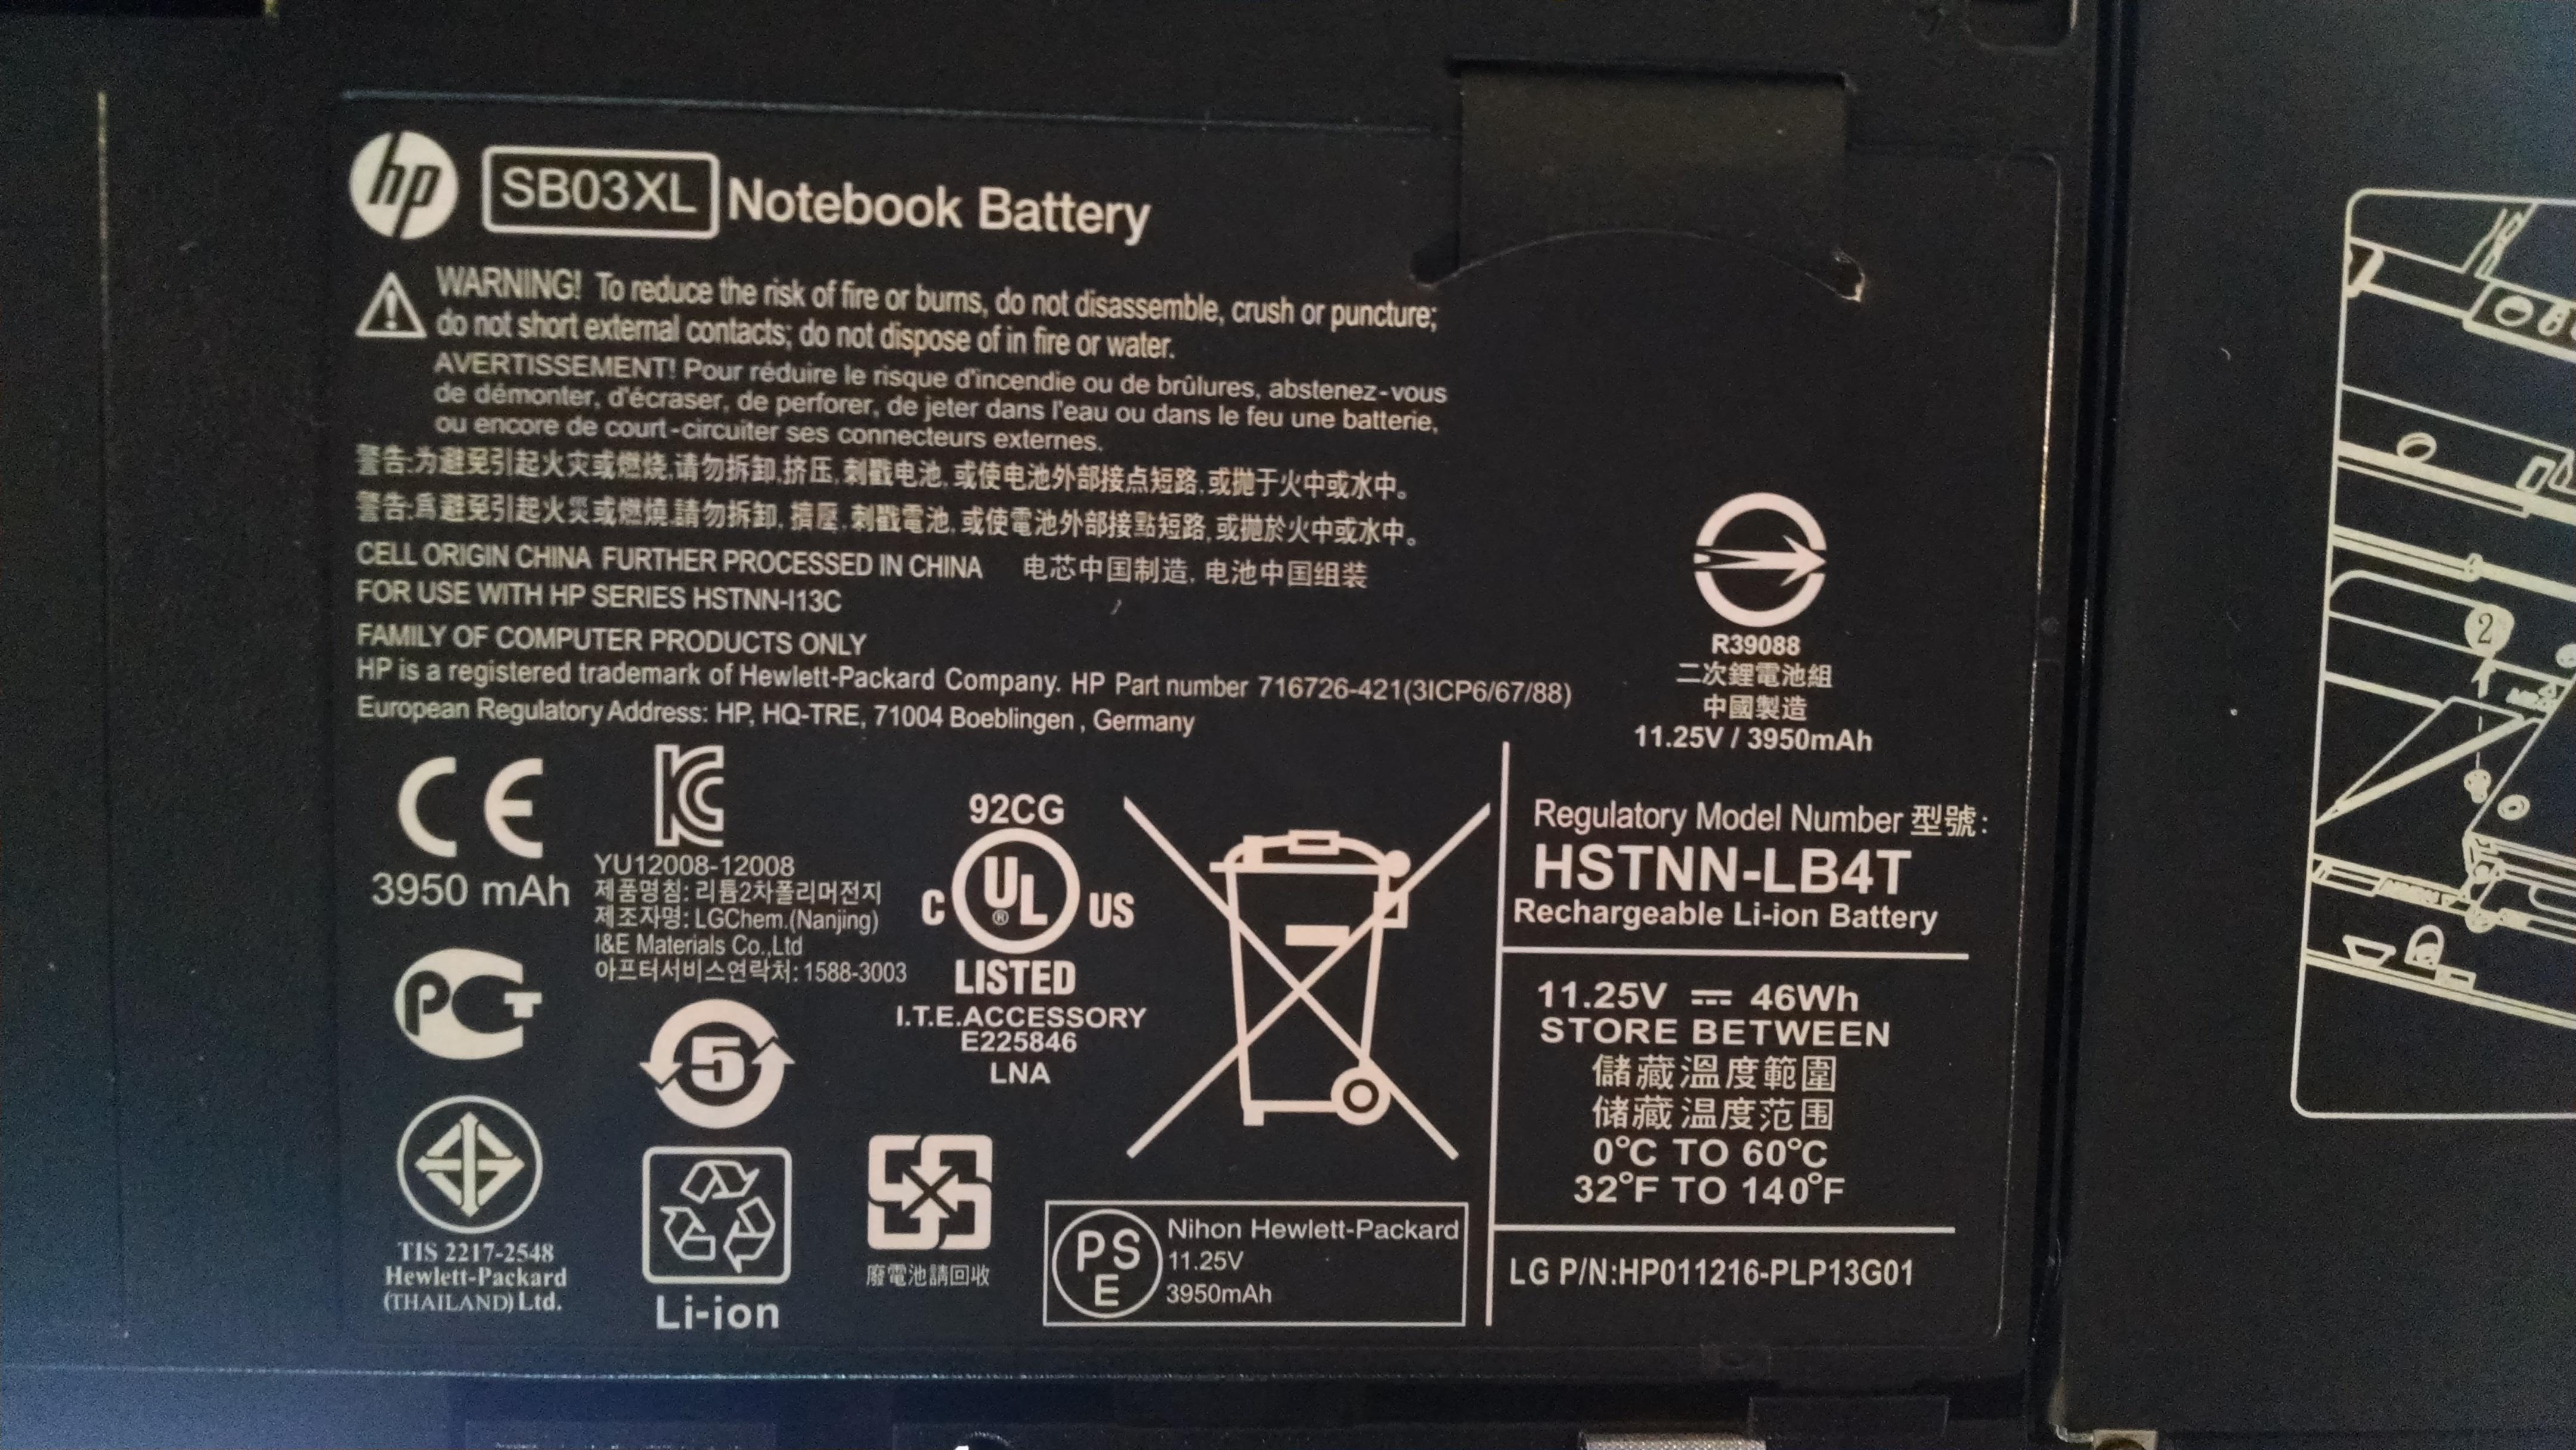 hp SB03XL Notebook Battery
WARNING! To reduce the risk of fire or burns, do not disassemble, crush or puncture;
do not short external contacts; do not dispose of in fire or water.
AVERTISSEMENT! Pour réduire le risque d'incendie ou de brûlures, abstenez-vous
de démonter, d'écraser, de perforer, de jeter dans l'eau ou dans le feu une batterie,
ou encore de court-circuiter ses connecteurs externes.
警告:为避免引起火灾或燃烧,请勿拆卸,挤压,刺戳电池,或使电池外部接点短路,或抛于火中或水中。
警告:爲避免引起火災或燃燒,請勿拆卸,擠壓,刺戳電池,或使電池外部接點短路,或拋於火中或水中。
CELL ORIGIN CHINA FURTHER PROCESSED IN CHINA 电芯中国制造, 电池中国组装
FOR USE WITH HP SERIES HSTNN-I13C
FAMILY OF COMPUTER PRODUCTS ONLY
HP is a registered trademark of Hewlett-Packard Company. HP Part number 716726-421(3ICP6/67/88)
European Regulatory Address: HP, HQ-TRE, 71004 Boeblingen , Germany
R39088
二次鋰電池組
中國製造
11.25V / 3950mAh
CE
3950 mAh
KC
YU12008-12008
제품명침: 리튬2차폴리머전지
제조자명: LGChem.(Nanjing)
I&E Materials Co.,Ltd
아프터서비스연락처: 1588-3003
92CG
C UL ® US
LISTED
I.T.E.ACCESSORY
E225846
LNA
PCT
5
TIS 2217-2548
Hewlett-Packard
(THAILAND) Ltd.
Li-ion
廢電池請回收
PSE
Nihon Hewlett-Packard
11.25V
3950mAh
Regulatory Model Number 型號:
HSTNN-LB4T
Rechargeable Li-ion Battery
11.25V ⎓ 46Wh
STORE BETWEEN
儲藏溫度範圍
储藏温度范围
0°C TO 60°C
32°F TO 140°F
LG P/N:HP011216-PLP13G01
2